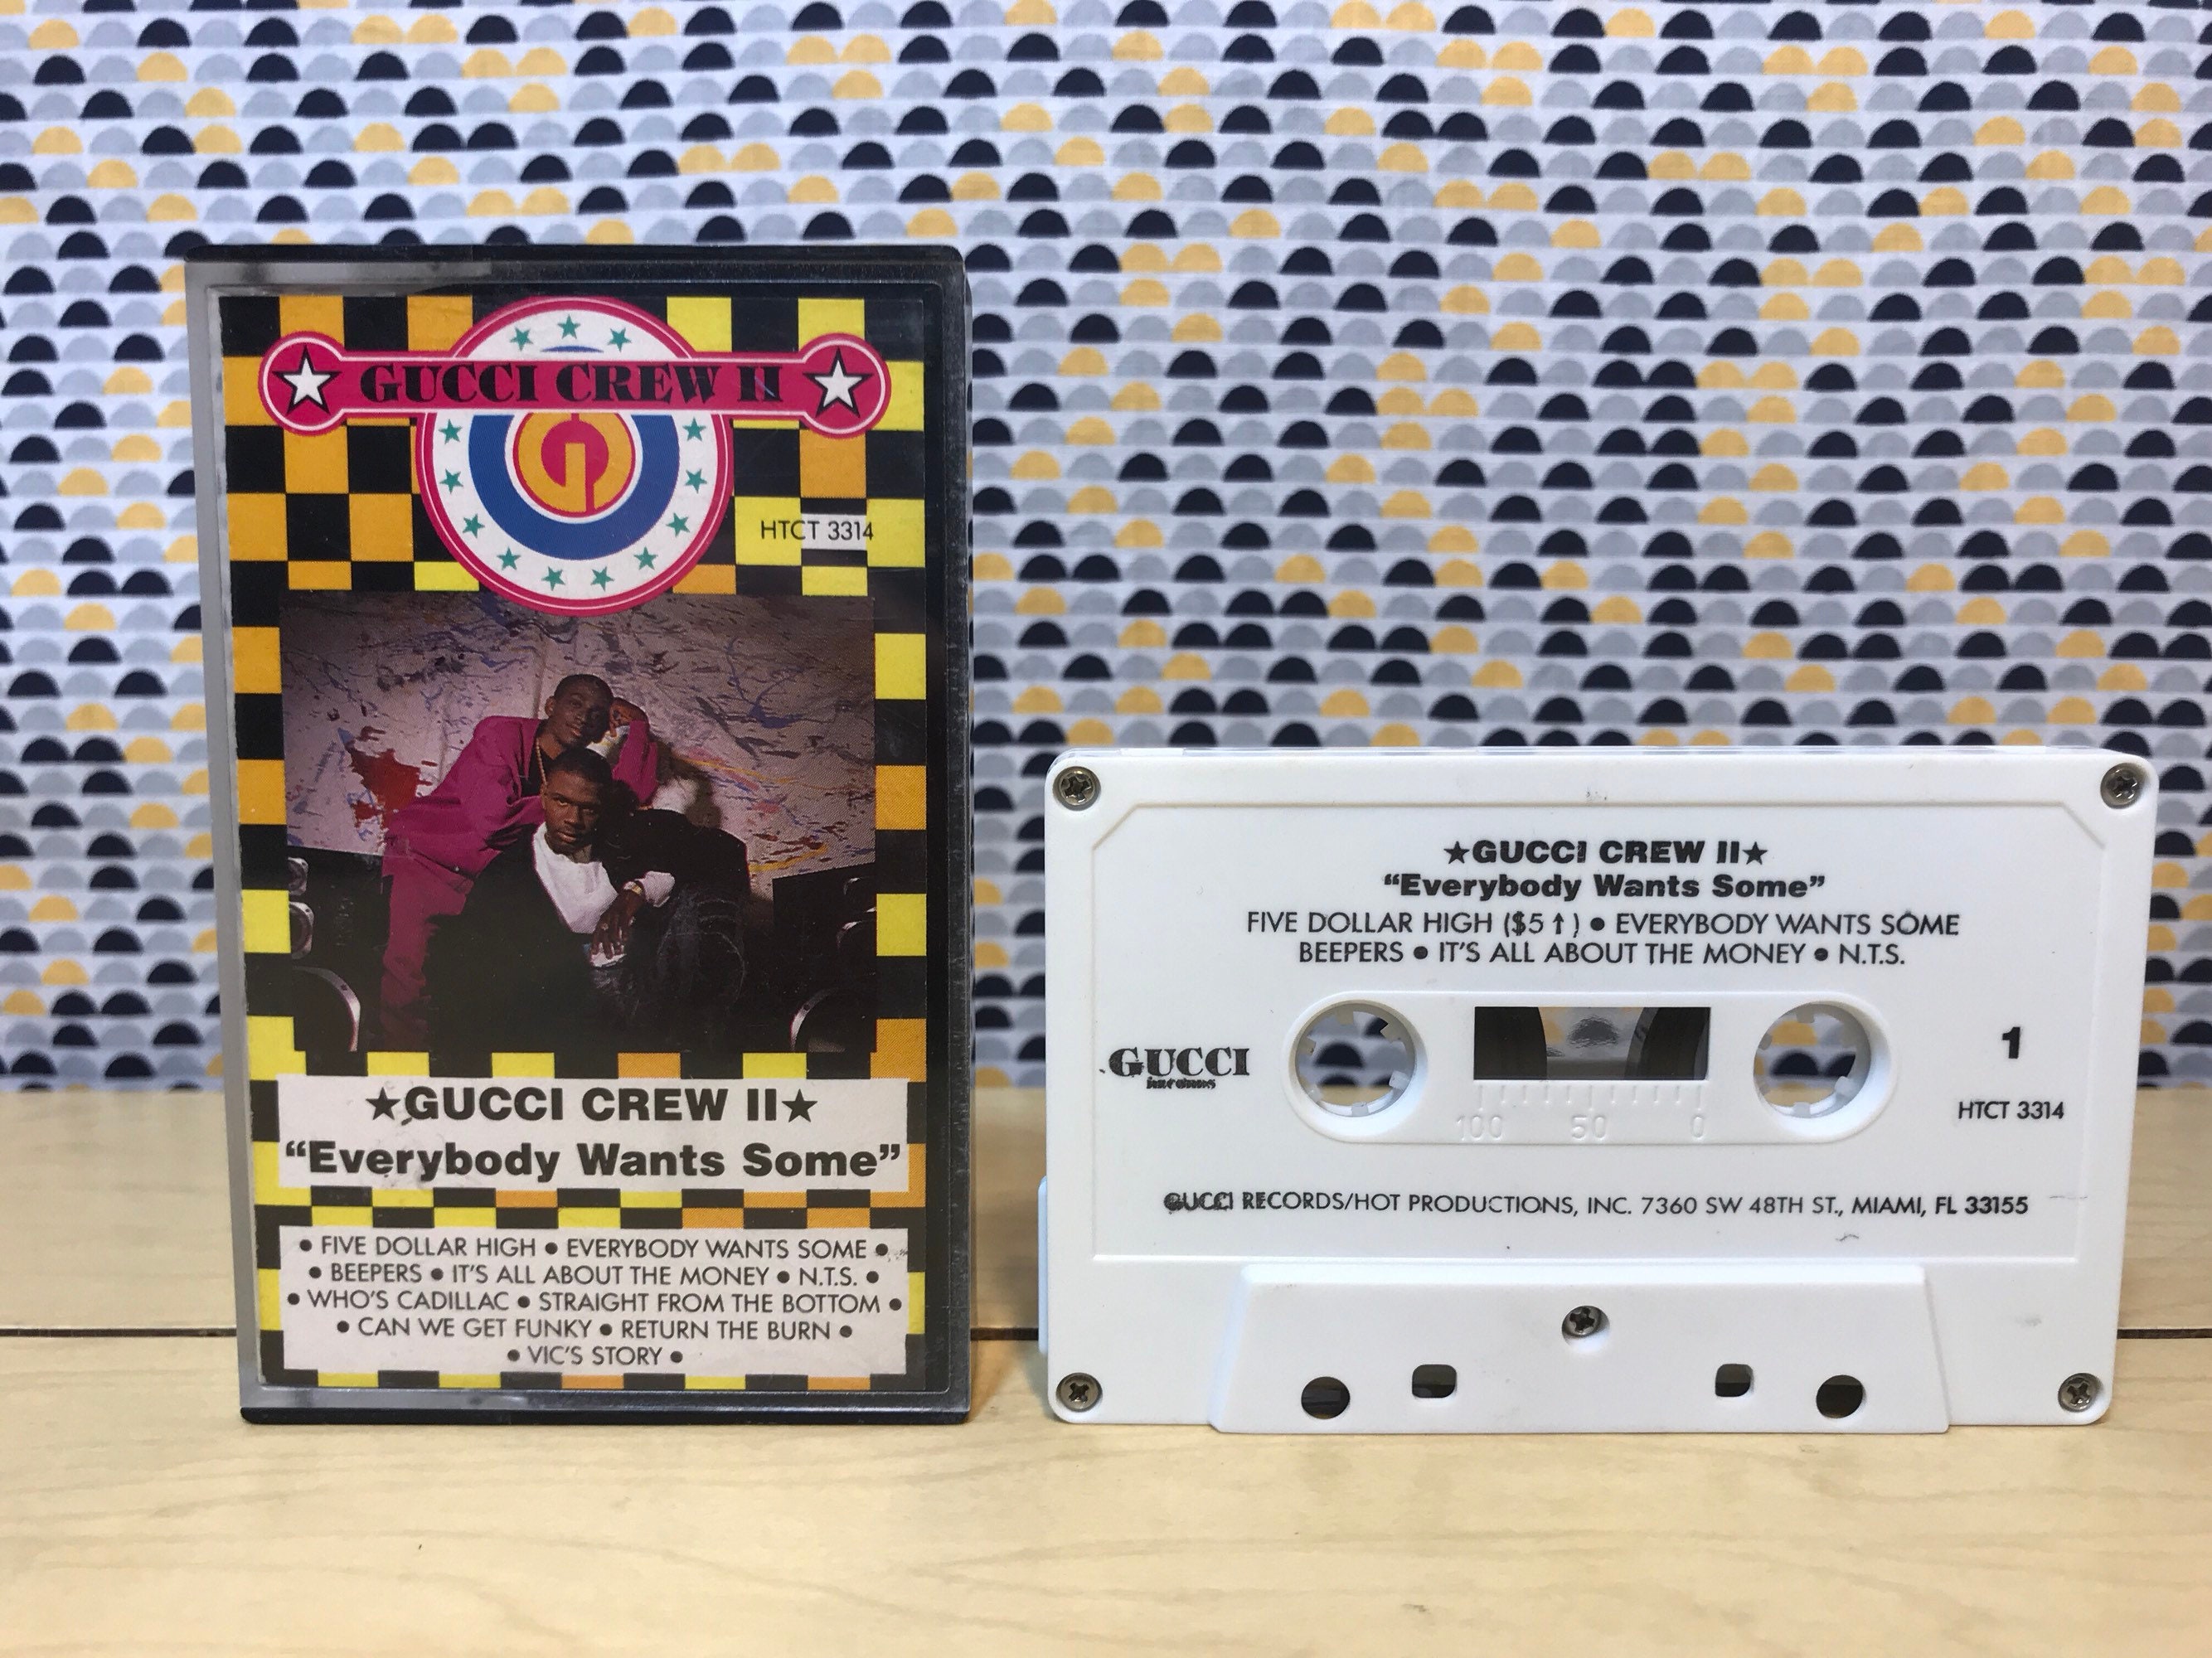 ★GUCCI CREW II★
HTCT 3314
★GUCCI CREW II★
“Everybody Wants Some”
• FIVE DOLLAR HIGH • EVERYBODY WANTS SOME •
• BEEPERS • IT'S ALL ABOUT THE MONEY • N.T.S. •
• WHO'S CADILLAC • STRAIGHT FROM THE BOTTOM •
• CAN WE GET FUNKY • RETURN THE BURN •
• VIC'S STORY •
★GUCCI CREW II★
“Everybody Wants Some”
FIVE DOLLAR HIGH ($5↑) • EVERYBODY WANTS SOME
BEEPERS • IT'S ALL ABOUT THE MONEY • N.T.S.
GUCCI
RECORDS
1
HTCT 3314
100 50 0
GUCCI RECORDS/HOT PRODUCTIONS, INC. 7360 SW 48TH ST., MIAMI, FL 33155